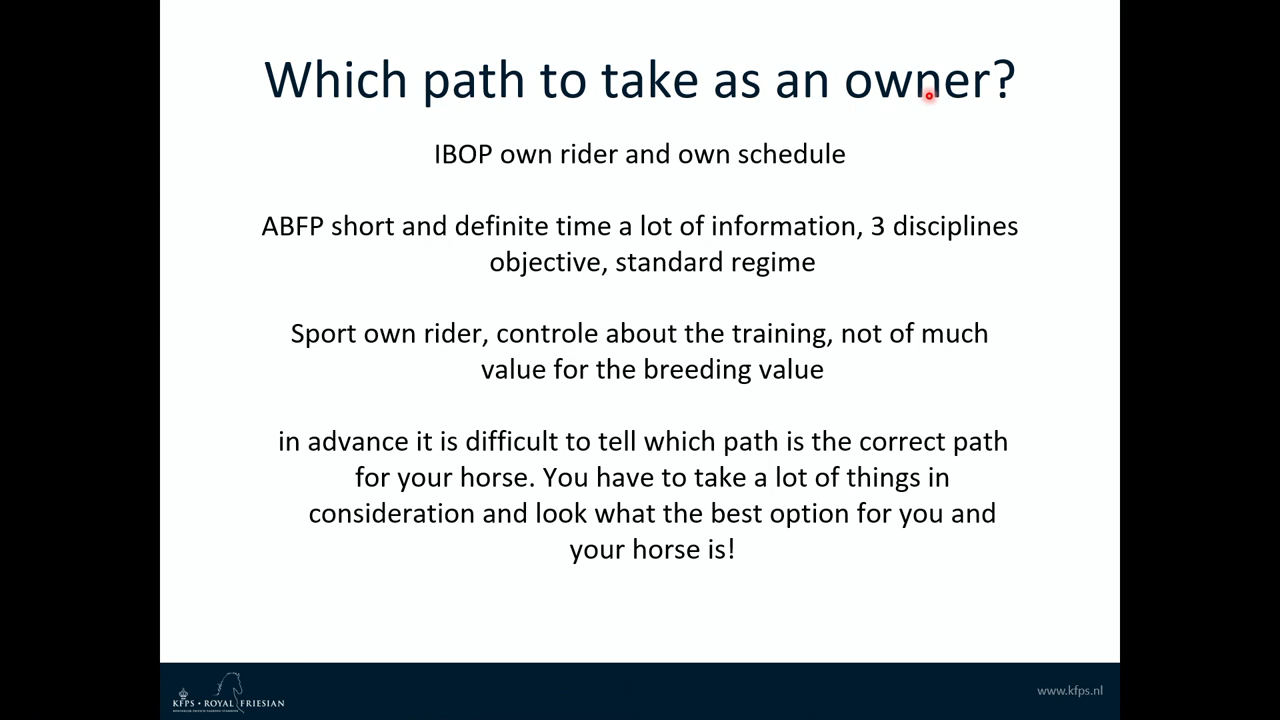 Which path to take as an owner?
IBOP own rider and own schedule
ABFP short and definite time a lot of information, 3 disciplines
objective, standard regime
Sport own rider, controle about the training, not of much
value for the breeding value
in advance it is difficult to tell which path is the correct path
for your horse. You have to take a lot of things in
consideration and look what the best option for you and
your horse is!
KFPS • ROYAL FRIESIAN
www.kfps.nl